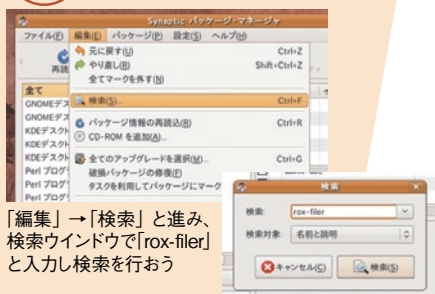 Synaptic パッケージ・マネージャ
ファイル(F) 編集(E) パッケージ(P) 設定(S) ヘルプ(H)
元に戻す(U) Ctrl+Z
やり直し(R) Shift+Ctrl+Z
全てマークを外す(N)
検索(S)... Ctrl+F
パッケージ情報の再読込(R) Ctrl+R
CD-ROM を追加(A)...
全てのアップグレードを選択(M)... Ctrl+G
破損パッケージの修復(F)
タスクを利用してパッケージにマーク
再読
全て
GNOMEデス
GNOMEデス
KDEデスクト
KDEデスクト
Perl プログ
Perl プログ
検索
検索: rox-filer
検索対象: 名前と説明
キャンセル(C) 検索(S)
「編集」→「検索」と進み、
検索ウインドウで「rox-filer」
と入力し検索を行おう